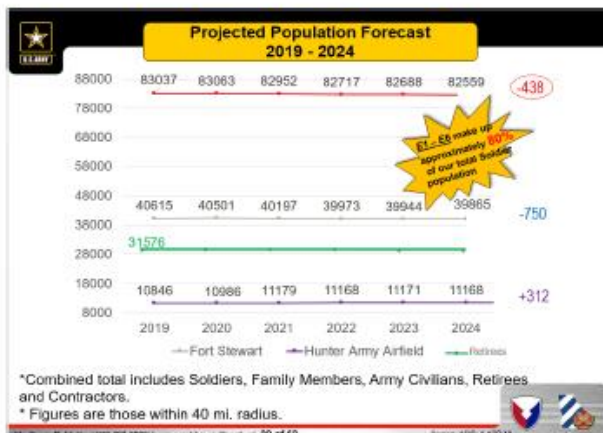 Projected Population Forecast
2019 - 2024
U.S. ARMY
88000
83037 83063 82952 82717 82688 82559
-438
78000
68000
E1 – E6 make up
approximately 80%
of our total Soldier
population
58000
48000
40615 40501 40197 39973 39944 39865
-750
38000
31576
28000
18000
10846 10986 11179 11168 11171 11168
+312
8000
2019 2020 2021 2022 2023 2024
Fort Stewart Hunter Army Airfield Retirees
*Combined total includes Soldiers, Family Members, Army Civilians, Retirees
and Contractors.
* Figures are those within 40 mi. radius.